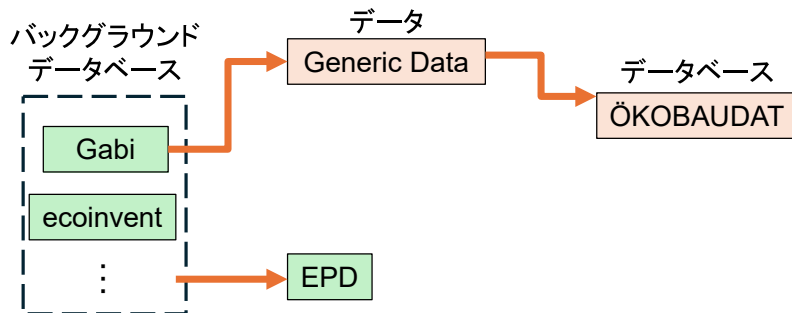 バックグラウンド
データベース
Gabi
ecoinvent
⋮
データ
Generic Data
EPD
データベース
ÖKOBAUDAT